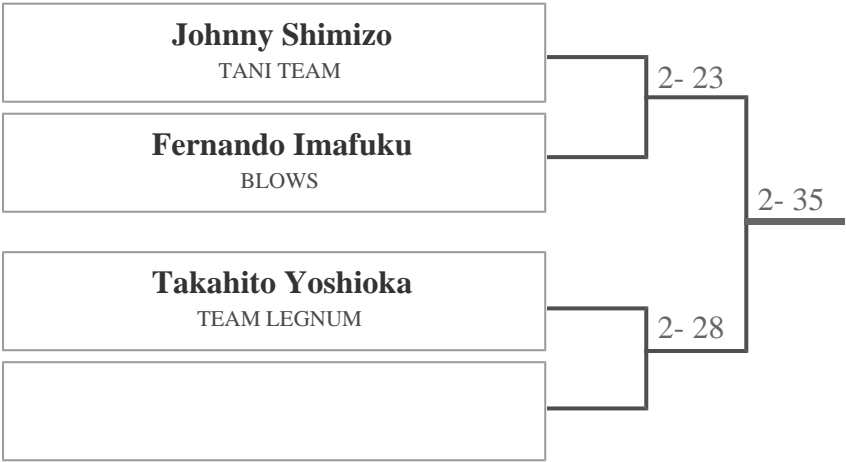 Johnny Shimizo
TANI TEAM
2- 23
Fernando Imafuku
BLOWS
2- 35
Takahito Yoshioka
TEAM LEGNUM
2- 28